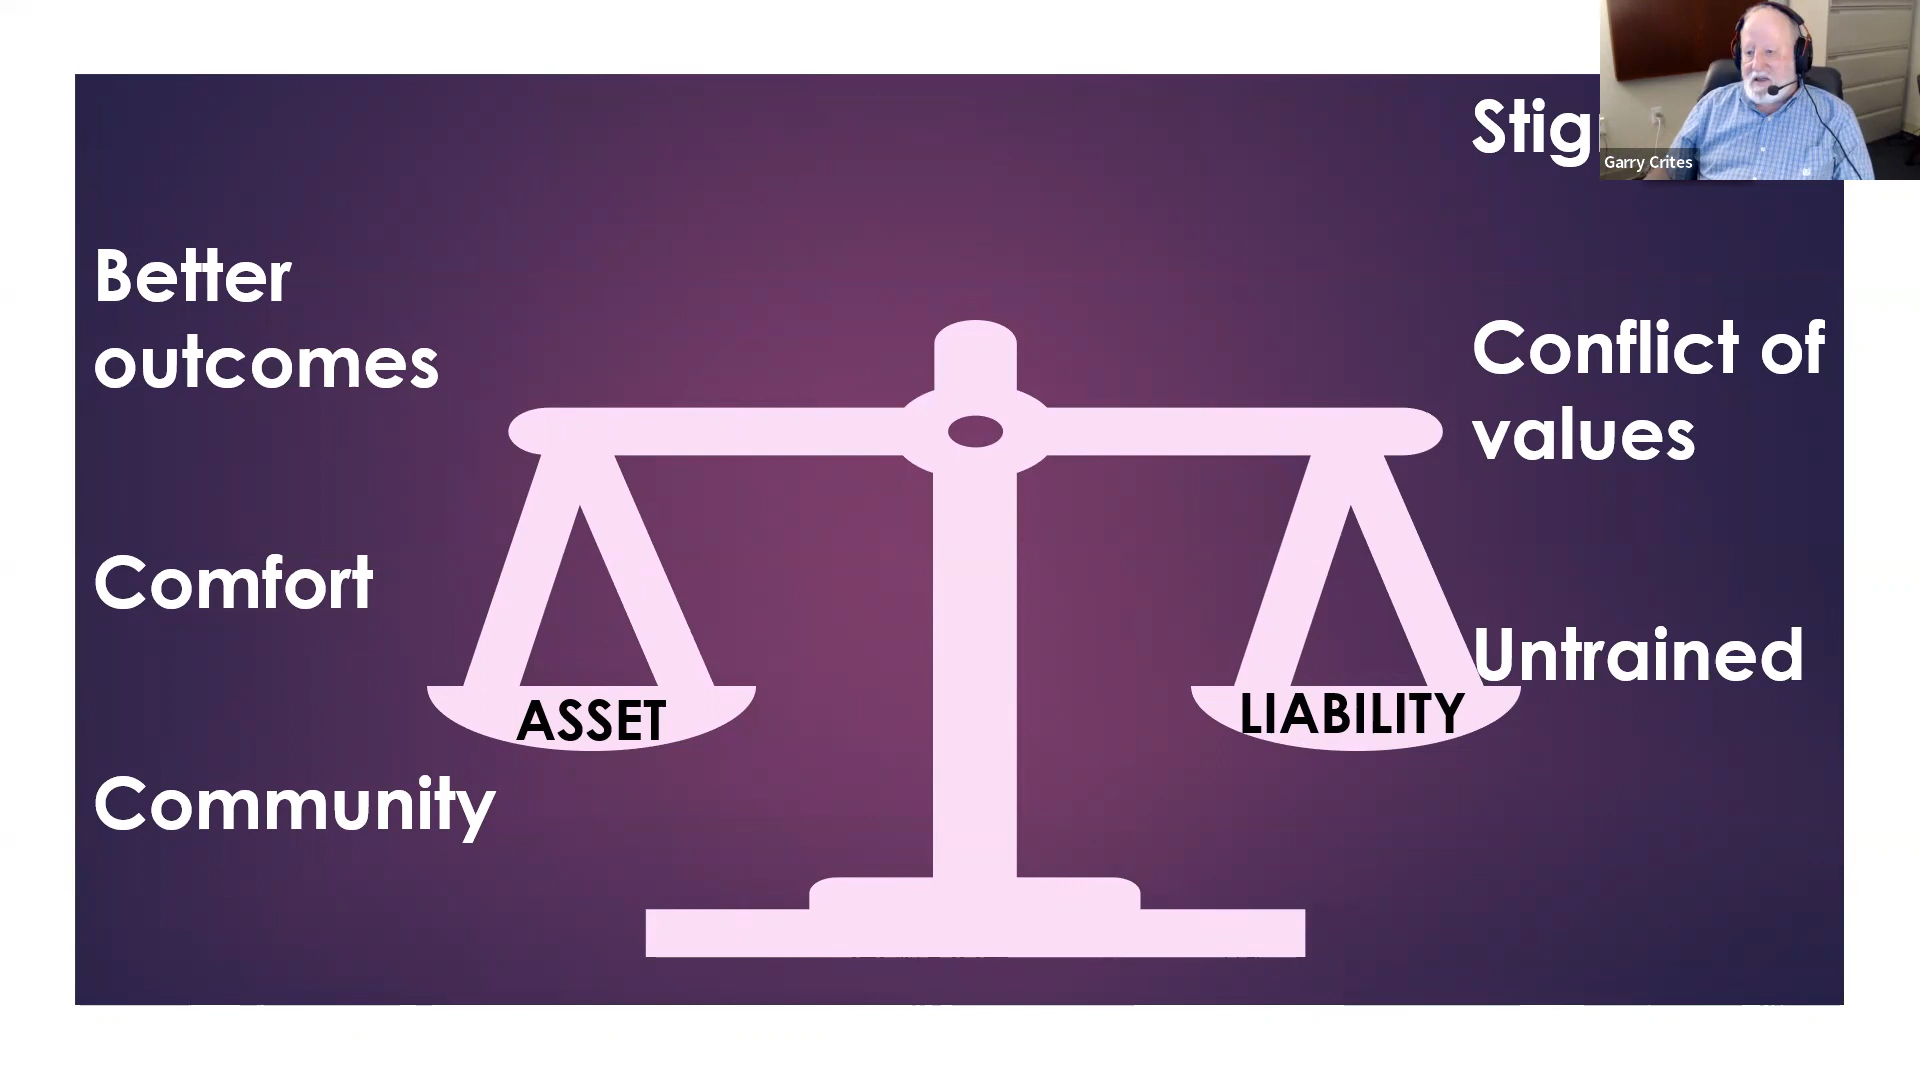 Better
outcomes
Comfort
Community
ASSET
LIABILITY
Conflict of
values
Untrained
Garry Crites